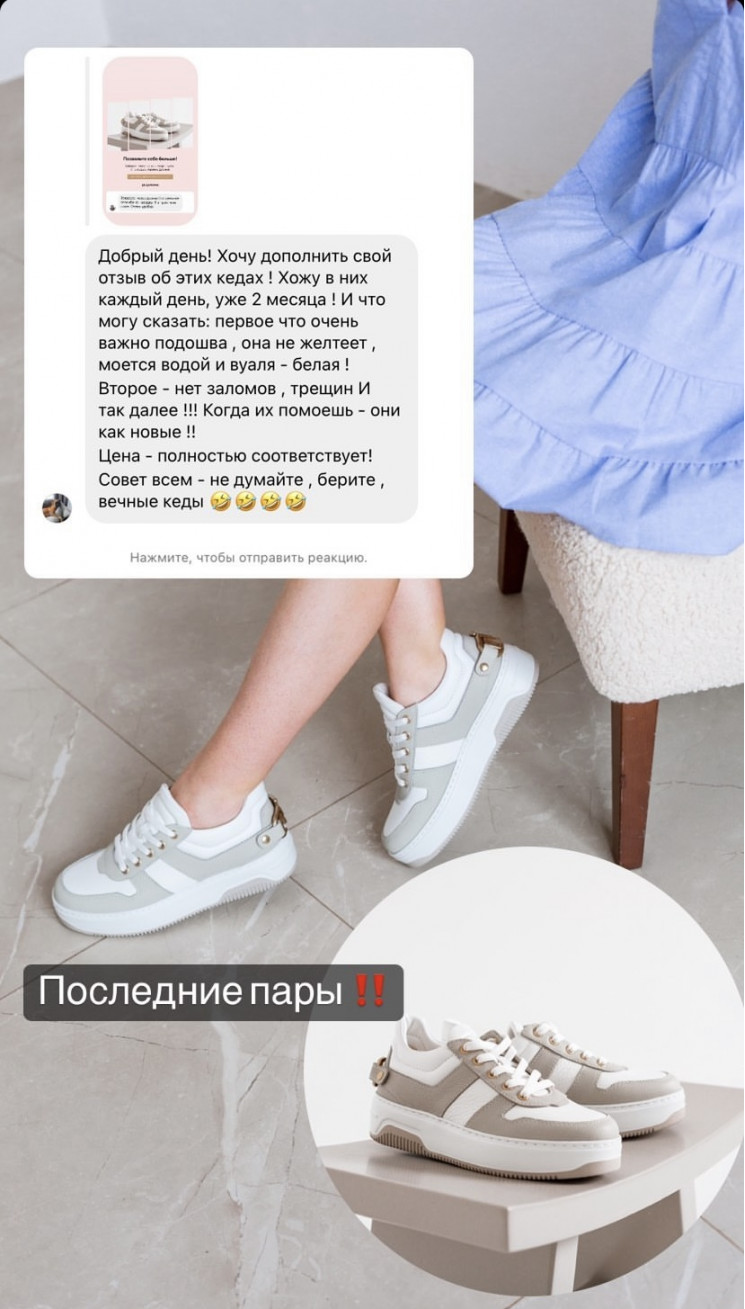 Позвольте себе больше!
Добрый день! Хочу дополнить свой
отзыв об этих кедах ! Хожу в них
каждый день, уже 2 месяца ! И что
могу сказать: первое что очень
важно подошва , она не желтеет ,
моется водой и вуаля - белая !
Второе - нет заломов , трещин И
так далее !!! Когда их помоешь - они
как новые !!
Цена - полностью соответствует!
Совет всем - не думайте , берите ,
вечные кеды 🤣🤣🤣🤣
Нажмите, чтобы отправить реакцию.
Последние пары ‼️